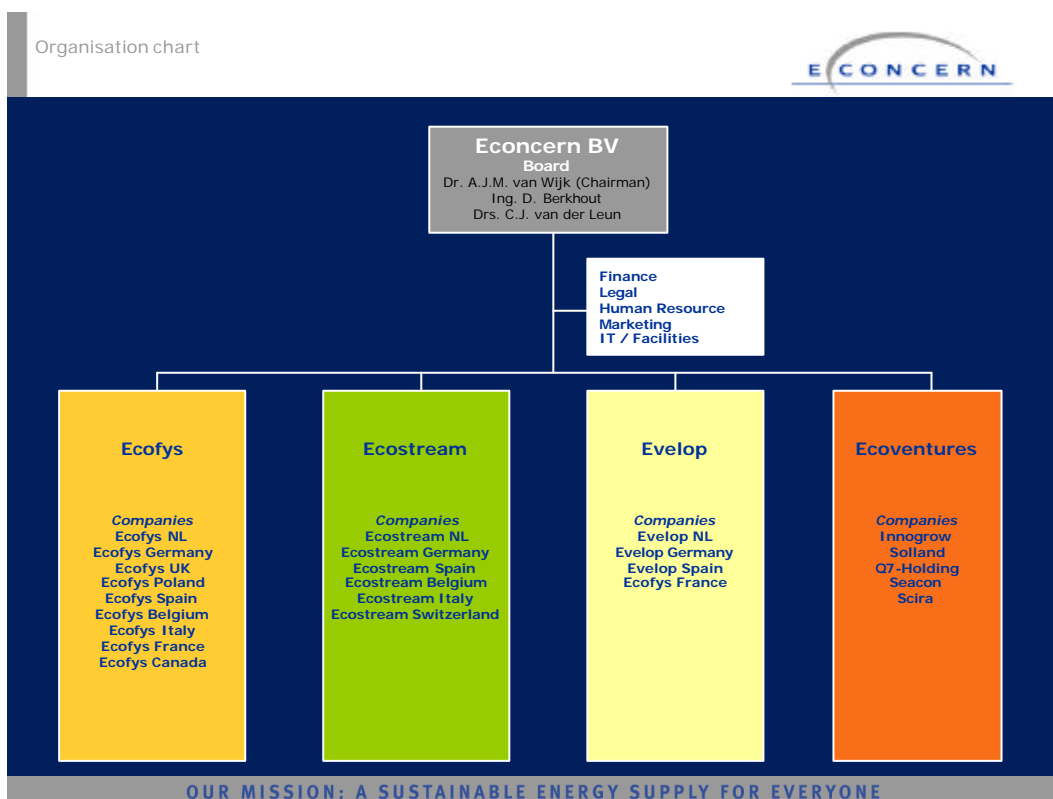 Organisation chart
ECONCERN
Econcern BV
Board
Dr. A.J.M. van Wijk (Chairman)
Ing. D. Berkhout
Drs. C.J. van der Leun
Finance
Legal
Human Resource
Marketing
IT / Facilities
Ecofys
Companies
Ecofys NL
Ecofys Germany
Ecofys UK
Ecofys Poland
Ecofys Spain
Ecofys Belgium
Ecofys Italy
Ecofys France
Ecofys Canada
Ecostream
Companies
Ecostream NL
Ecostream Germany
Ecostream Spain
Ecostream Belgium
Ecostream Italy
Ecostream Switzerland
Evelop
Companies
Evelop NL
Evelop Germany
Evelop Spain
Ecofys France
Ecoventures
Companies
Innogrow
Solland
Q7-Holding
Seacon
Scira
OUR MISSION: A SUSTAINABLE ENERGY SUPPLY FOR EVERYONE